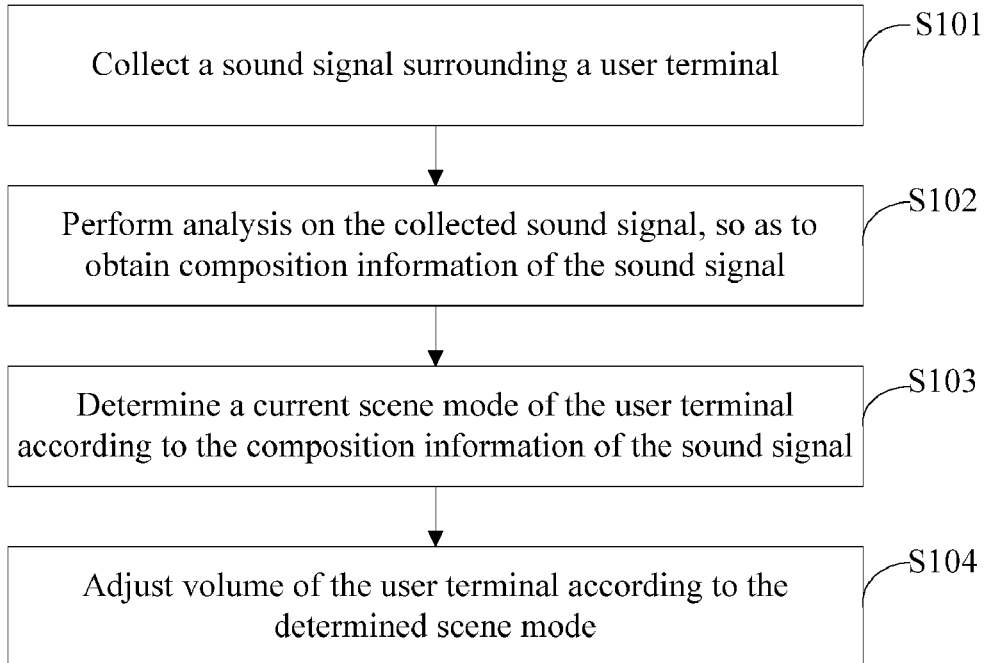 S101
Collect a sound signal surrounding a user terminal
S102
Perform analysis on the collected sound signal, so as to
obtain composition information of the sound signal
S103
Determine a current scene mode of the user terminal
according to the composition information of the sound signal
S104
Adjust volume of the user terminal according to the
determined scene mode